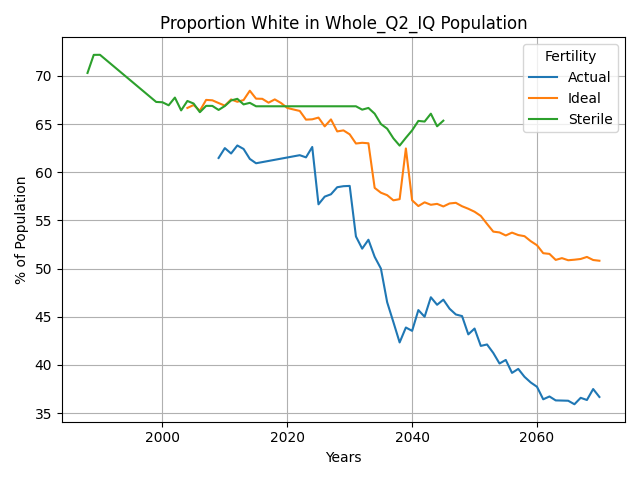 Proportion White in Whole_Q2_IQ Population
Fertility
Actual
Ideal
Sterile
% of Population
70
65
60
55
50
45
40
35
2000
2020
2040
2060
Years